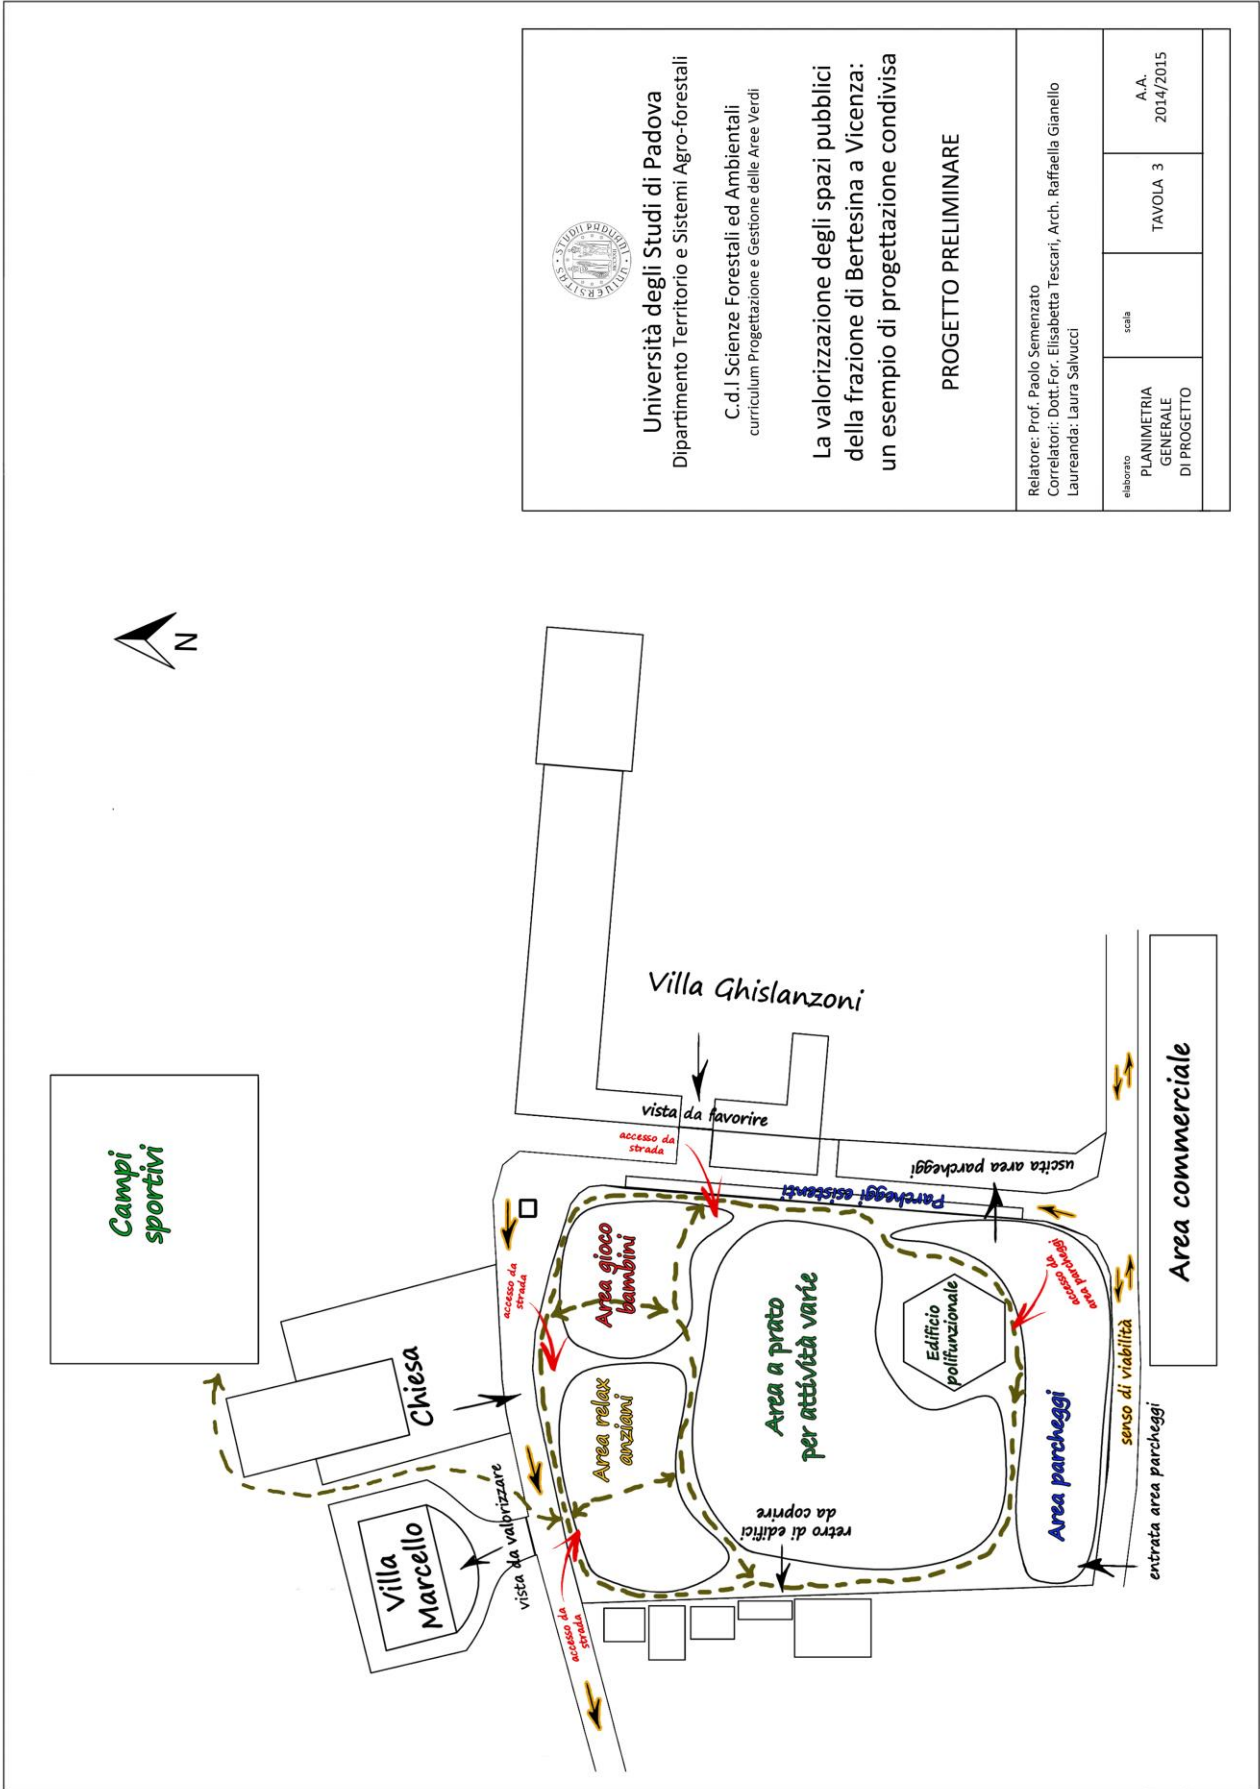 Campi
sportivi
N
Chiesa
Villa
Marcello
vista da valorizzare
accesso da
strada
accesso da
strada
accesso da
strada
Villa Ghislanzoni
vista da favorire
Area gioco
bambini
Area relax
anziani
Area a prato
per attività varie
retro di edifici
da coprire
Parcheggi esistenti
uscita area parcheggi
Edificio
polifunzionale
accesso da
area parcheggi
Area parcheggi
senso di viabilità
entrata area parcheggi
Area commerciale
UNIVERSITAS STUDII PADUANI
Università degli Studi di Padova
Dipartimento Territorio e Sistemi Agro-forestali
C.d.l Scienze Forestali ed Ambientali
curriculum Progettazione e Gestione delle Aree Verdi
La valorizzazione degli spazi pubblici
della frazione di Bertesina a Vicenza:
un esempio di progettazione condivisa
PROGETTO PRELIMINARE
Relatore: Prof. Paolo Semenzato
Correlatori: Dott.For. Elisabetta Tescari, Arch. Raffaella Gianello
Laureanda: Laura Salvucci
elaborato
PLANIMETRIA
GENERALE
DI PROGETTO
scala
TAVOLA 3
A.A.
2014/2015